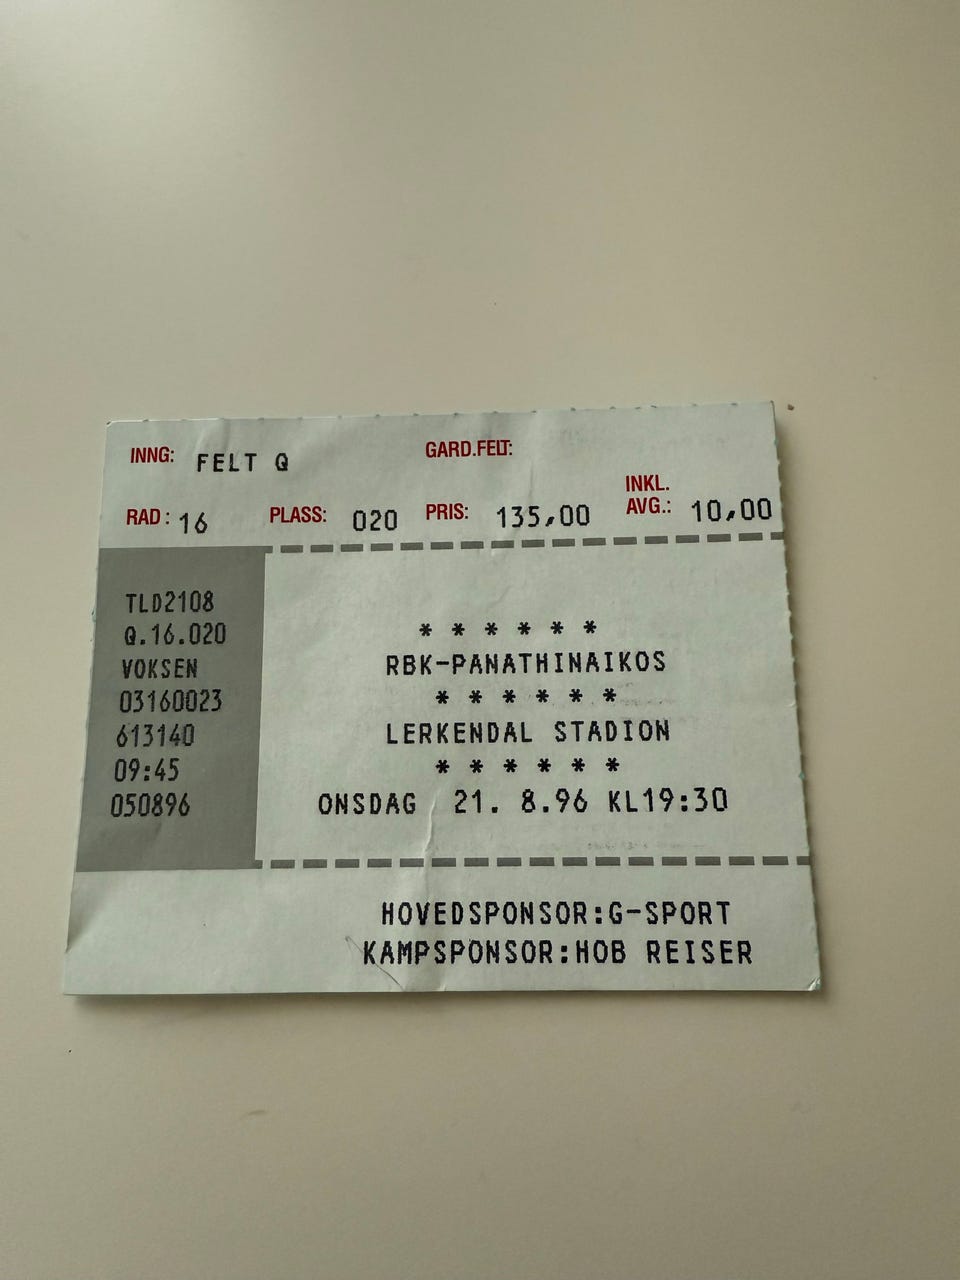 INNG: FELT Q GARD.FELT:
INKL.
RAD: 16 PLASS: 020 PRIS: 135,00 AVG.: 10,00
TLD2108
Q.16.020
VOKSEN
03160023
613140
09:45
050896
* * * * * *
RBK-PANATHINAIKOS
* * * * * *
LERKENDAL STADION
* * * * * *
ONSDAG 21. 8.96 KL19:30
HOVEDSPONSOR:G-SPORT
KAMPSPONSOR:HOB REISER